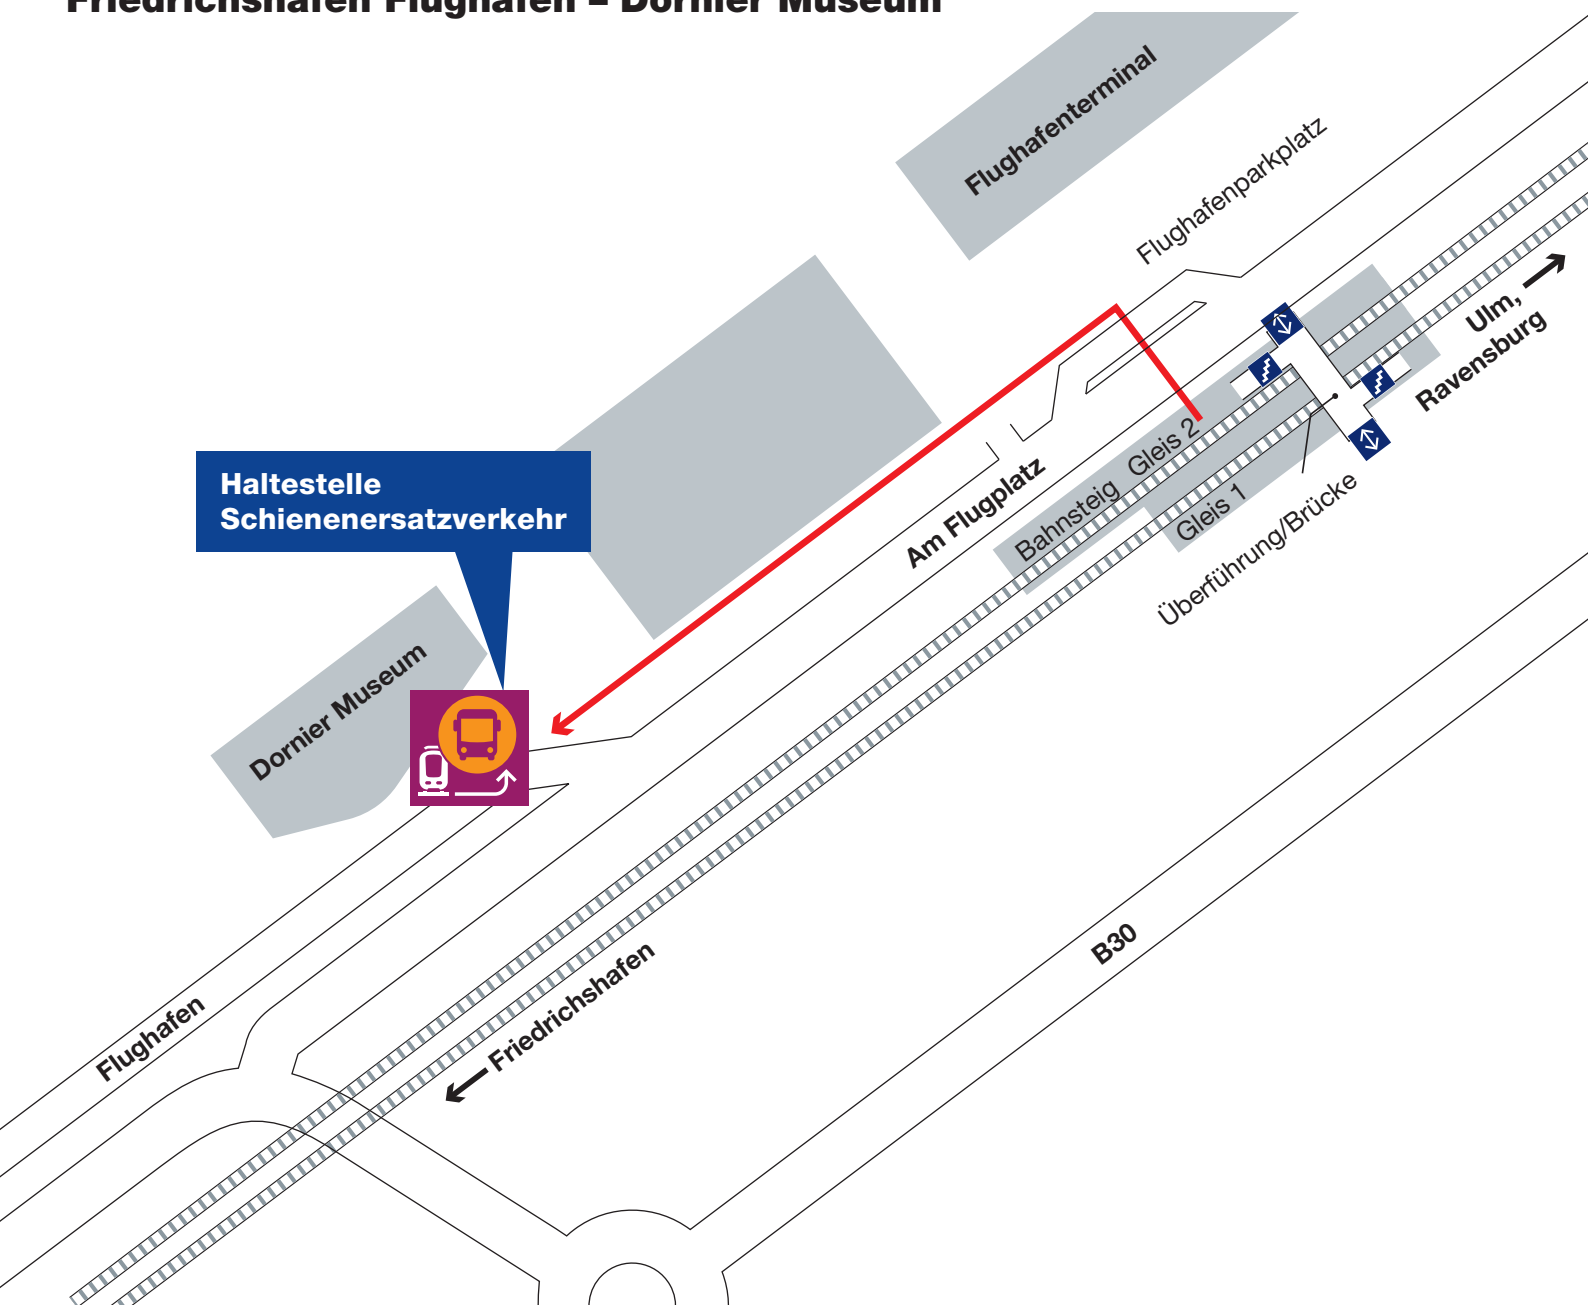 Friedrichshafen Flughafen – Dornier Museum
Flughafenterminal
Flughafenparkplatz
Ulm,
Ravensburg
Haltestelle
Schienenersatzverkehr
Am Flugplatz
Bahnsteig Gleis 2
Gleis 1
Überführung/Brücke
Dornier Museum
Flughafen
Friedrichshafen
B30